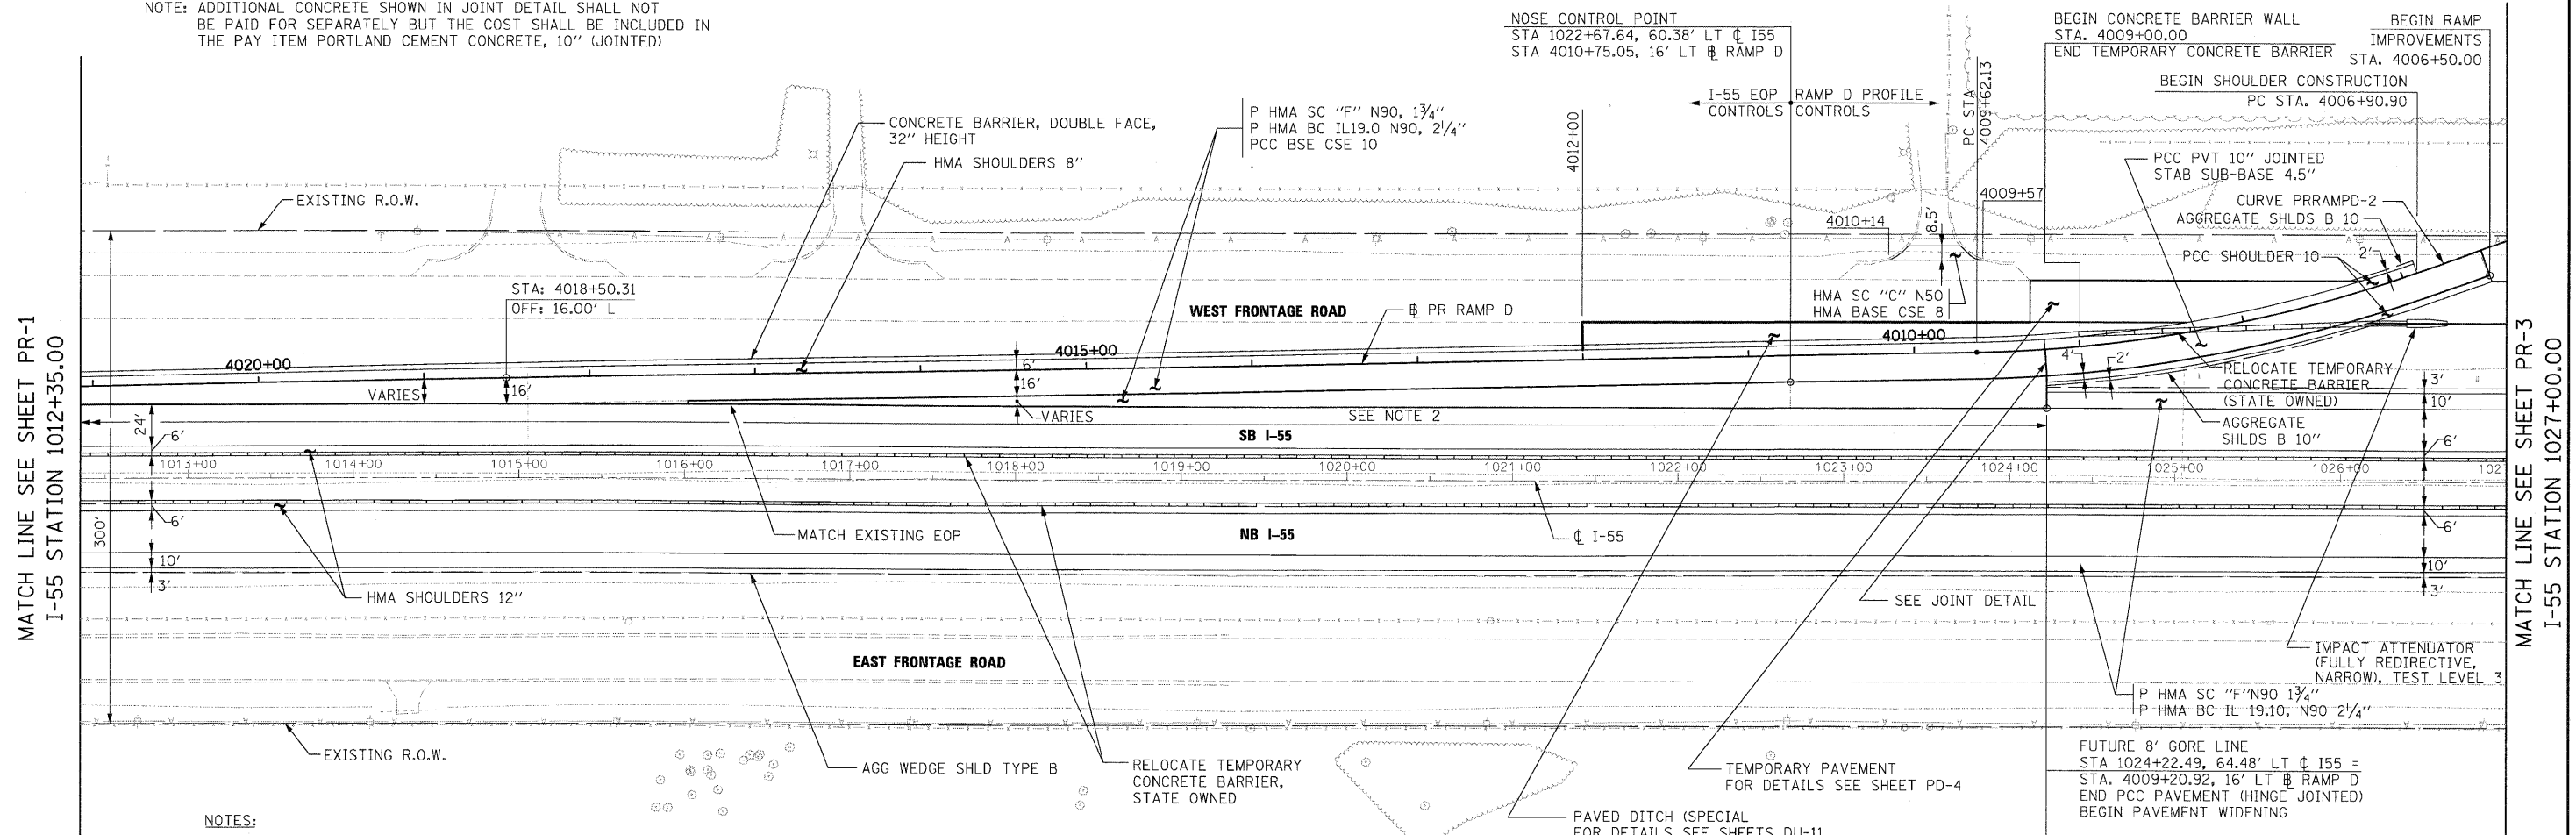 NOTE: ADDITIONAL CONCRETE SHOWN IN JOINT DETAIL SHALL NOT
BE PAID FOR SEPARATELY BUT THE COST SHALL BE INCLUDED IN
THE PAY ITEM PORTLAND CEMENT CONCRETE, 10" (JOINTED)
NOSE CONTROL POINT
STA 1022+67.64, 60.38' LT ℄ I55
STA 4010+75.05, 16' LT ⅊ RAMP D
BEGIN CONCRETE BARRIER WALL
STA. 4009+00.00
END TEMPORARY CONCRETE BARRIER
BEGIN RAMP
IMPROVEMENTS
STA. 4006+50.00
BEGIN SHOULDER CONSTRUCTION
PC STA. 4006+90.90
I-55 EOP
CONTROLS
RAMP D PROFILE
CONTROLS
PC STA
4009+62.13
4012+00
CONCRETE BARRIER, DOUBLE FACE,
32" HEIGHT
HMA SHOULDERS 8"
P HMA SC "F" N90, 1¾"
P HMA BC IL19.0 N90, 2¼"
PCC BSE CSE 10
PCC PVT 10" JOINTED
STAB SUB-BASE 4.5"
CURVE PRRAMPD-2
AGGREGATE SHLDS B 10
PCC SHOULDER 10
2'
EXISTING R.O.W.
4009+57
4010+14
8.5'
STA: 4018+50.31
OFF: 16.00' L
WEST FRONTAGE ROAD
⅊ PR RAMP D
HMA SC "C" N50
HMA BASE CSE 8
4020+00
4015+00
4010+00
VARIES
16'
6'
16'
VARIES
SEE NOTE 2
4'
2'
RELOCATE TEMPORARY
CONCRETE BARRIER
(STATE OWNED)
AGGREGATE
SHLDS B 10"
3'
10'
6'
24'
6'
SB I-55
1013+00
1014+00
1015+00
1016+00
1017+00
1018+00
1019+00
1020+00
1021+00
1022+00
1023+00
1024+00
1025+00
1026+00
1027
6'
6'
300'
MATCH EXISTING EOP
NB I-55
℄ I-55
10'
3'
10'
3'
HMA SHOULDERS 12"
SEE JOINT DETAIL
EAST FRONTAGE ROAD
IMPACT ATTENUATOR
(FULLY REDIRECTIVE,
NARROW), TEST LEVEL 3
P HMA SC "F"N90 1¾"
P HMA BC IL 19.10, N90 2¼"
EXISTING R.O.W.
AGG WEDGE SHLD TYPE B
RELOCATE TEMPORARY
CONCRETE BARRIER,
STATE OWNED
TEMPORARY PAVEMENT
FOR DETAILS SEE SHEET PD-4
FUTURE 8' GORE LINE
STA 1024+22.49, 64.48' LT ℄ I55 =
STA. 4009+20.92, 16' LT ⅊ RAMP D
END PCC PAVEMENT (HINGE JOINTED)
BEGIN PAVEMENT WIDENING
PAVED DITCH (SPECIAL
FOR DETAILS SEE SHEETS DU-11
NOTES:
MATCH LINE SEE SHEET PR-1
I-55 STATION 1012+35.00
MATCH LINE SEE SHEET PR-3
I-55 STATION 1027+00.00